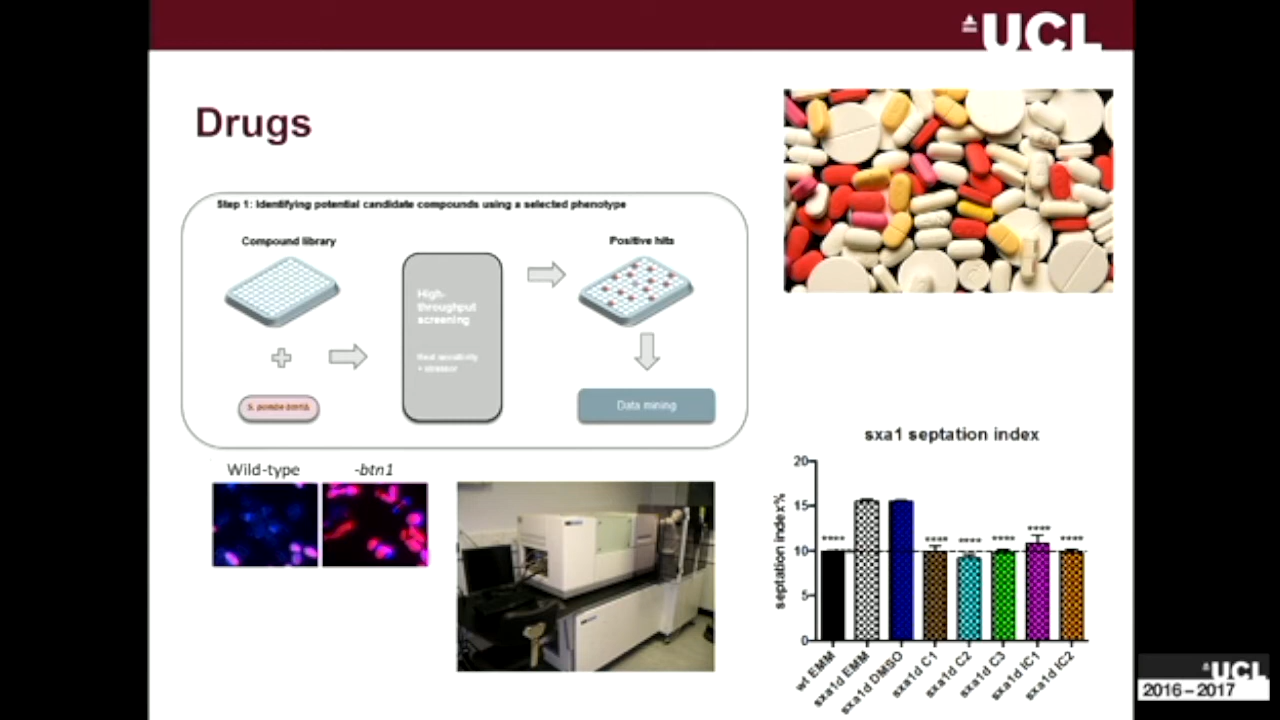 UCL
Drugs
Step 1: Identifying potential candidate compounds using a selected phenotype
Compound library
Positive hits
High-
throughput
screening
+ stressor
S. pombe btn1Δ
Data mining
Wild-type
-btn1
sxa1 septation index
septation index%
20
15
10
5
0
****
****
****
****
****
****
wt EMM
sxa1d EMM
sxa1d DMSO
sxa1d C1
sxa1d C2
sxa1d C3
sxa1d IC1
sxa1d IC2
UCL
2016 – 2017